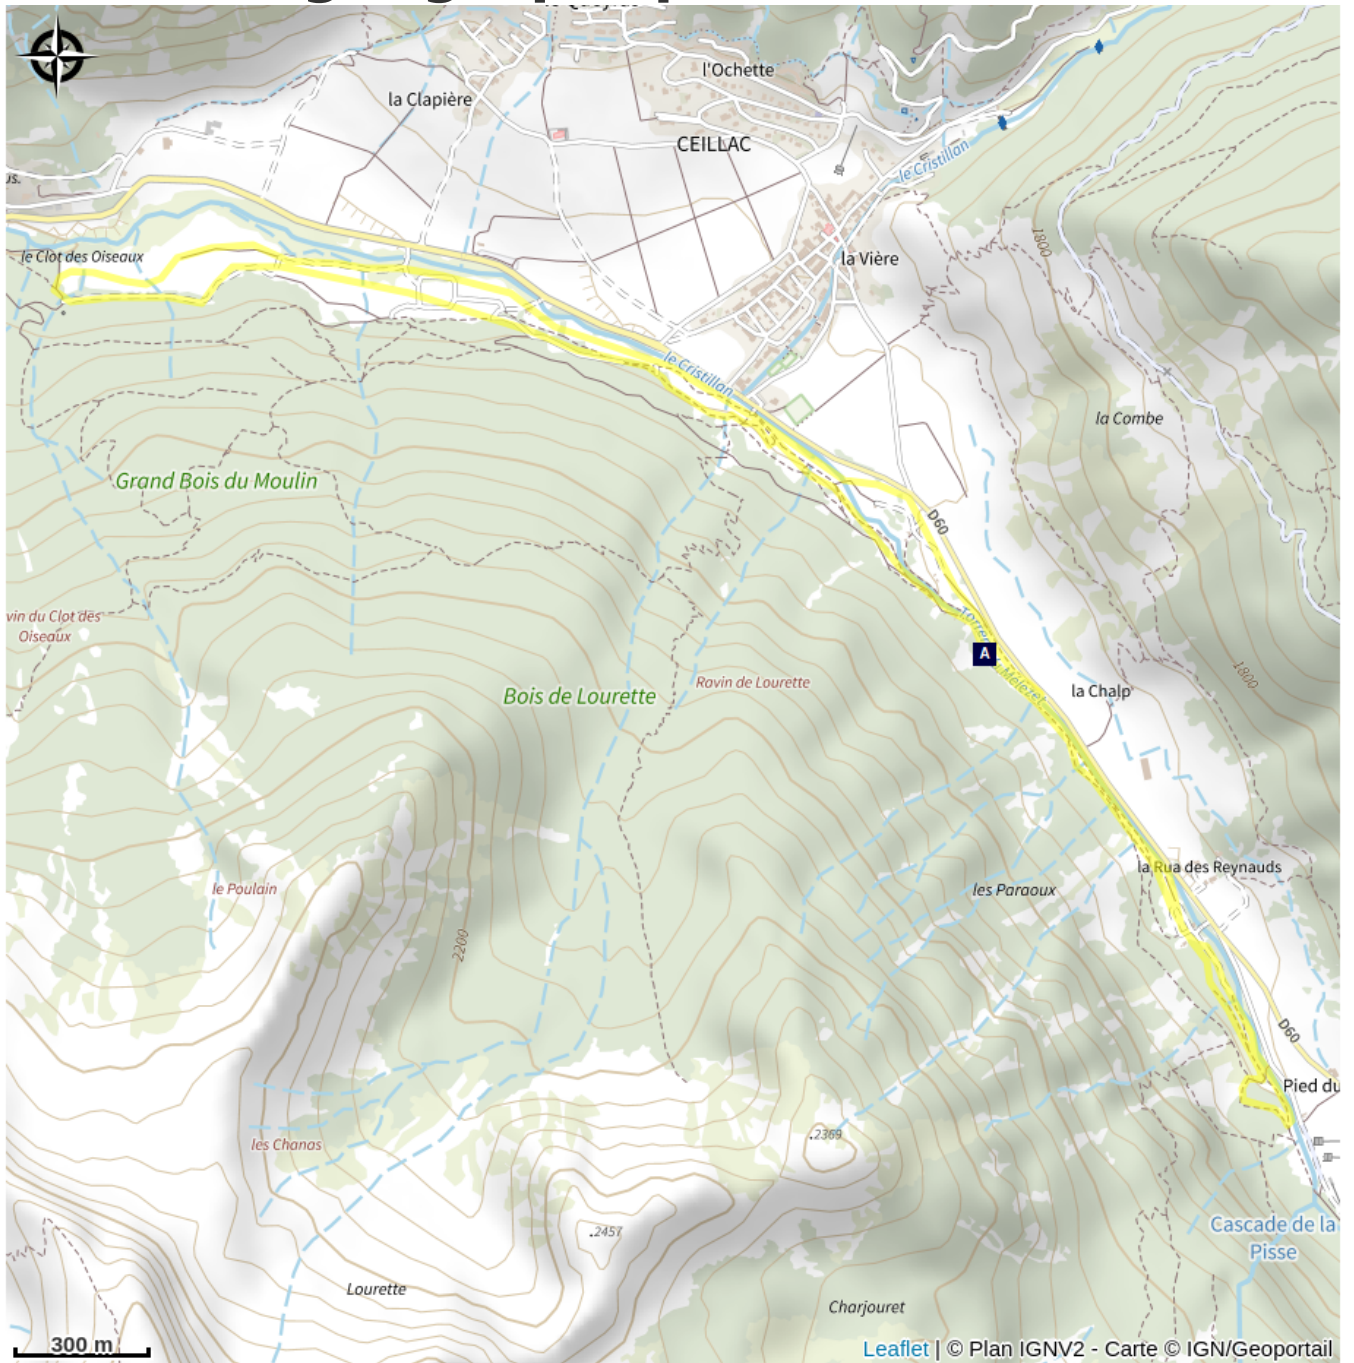 l'Ochette
la Clapière
CEILLAC
le Cristillan
le Clot des Oiseaux
la Vière
1800
le Cristillan
la Combe
Grand Bois du Moulin
D60
vin du Clot des
Oiseaux
Ravin de Lourette
Bois de Lourette
A
la Chalp
1800
la Rua des Reynauds
le Poulain
les Paraoux
2200
D60
Pied du
.2369
les Chanas
.2457
Cascade de la
Pisse
Lourette
Charjouret
300 m
Leaflet | © Plan IGNV2 - Carte © IGN/Geoportail